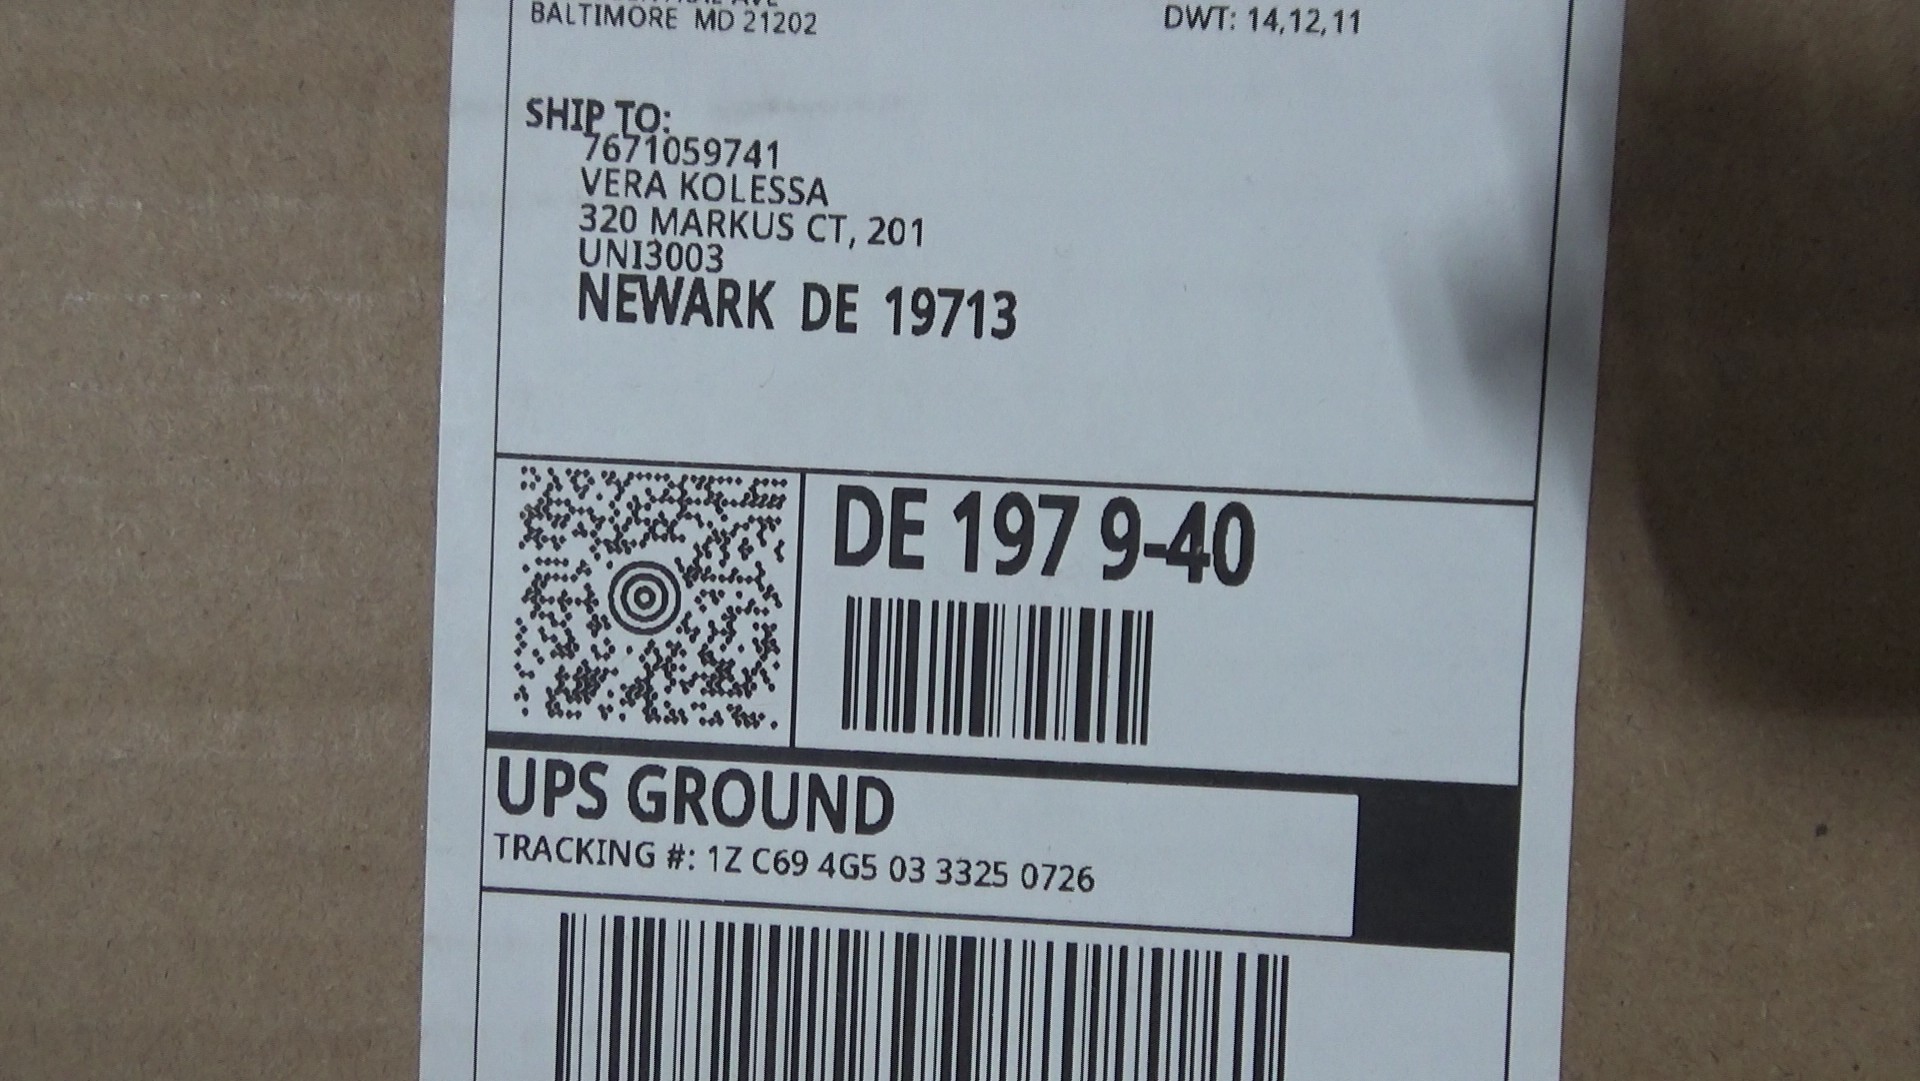 BALTIMORE MD 21202
DWT: 14,12,11
SHIP TO:
7671059741
VERA KOLESSA
320 MARKUS CT, 201
UNI3003
NEWARK DE 19713
DE 197 9-40
UPS GROUND
TRACKING #: 1Z C69 4G5 03 3325 0726